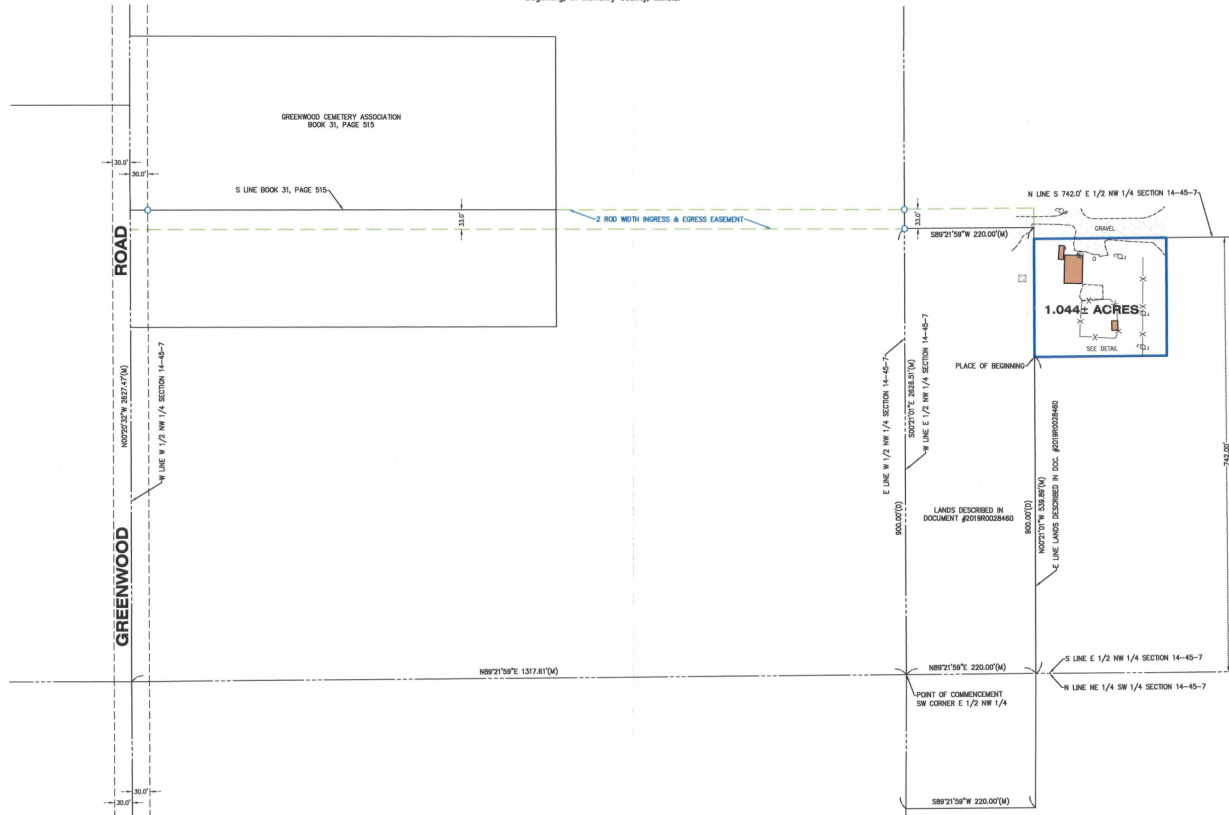 GREENWOOD CEMETERY ASSOCIATION
BOOK 31, PAGE 515
30.0'
30.0'
S LINE BOOK 31, PAGE 515
33.0'
2 ROD WIDTH INGRESS & EGRESS EASEMENT
33.0'
N LINE S 742.0' E 1/2 NW 1/4 SECTION 14-45-7
S89°21'59"W 220.00'(M)
GRAVEL
1.044± ACRES
SEE DETAIL
PLACE OF BEGINNING
GREENWOOD ROAD
N00°20'32"W 2627.47'(M)
W LINE W 1/2 NW 1/4 SECTION 14-45-7
E LINE W 1/2 NW 1/4 SECTION 14-45-7
S00°21'01"E 2626.51'(M)
W LINE E 1/2 NW 1/4 SECTION 14-45-7
900.00'(D)
LANDS DESCRIBED IN
DOCUMENT #2019R0028460
900.00'(D)
N00°21'01"W 539.89'(M)
E LINE LANDS DESCRIBED IN DOC. #2019R0028460
742.00'
N89°21'59"E 1317.61'(M)
N89°21'59"E 220.00'(M)
S LINE E 1/2 NW 1/4 SECTION 14-45-7
N LINE NE 1/4 SW 1/4 SECTION 14-45-7
POINT OF COMMENCEMENT
SW CORNER E 1/2 NW 1/4
30.0'
30.0'
S89°21'59"W 220.00'(M)